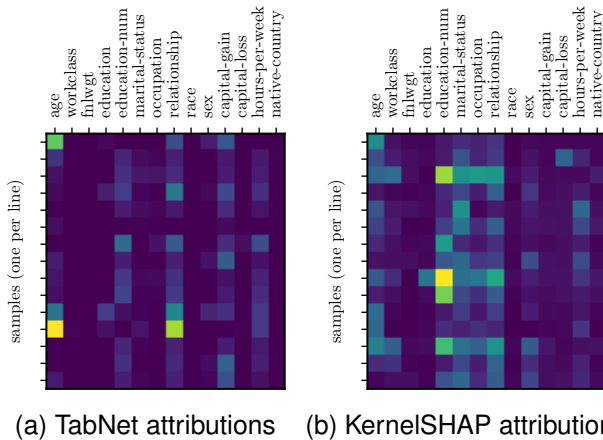 age
workclass
fnlwgt
education
education-num
marital-status
occupation
relationship
race
sex
capital-gain
capital-loss
hours-per-week
native-country
samples (one per line)
(a) TabNet attributions
age
workclass
fnlwgt
education
education-num
marital-status
occupation
relationship
race
sex
capital-gain
capital-loss
hours-per-week
native-country
samples (one per line)
(b) KernelSHAP attribution